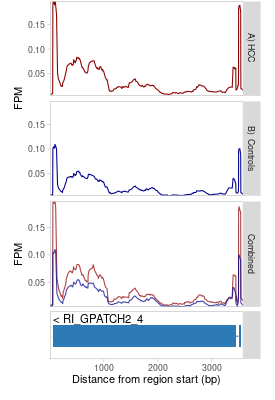 0.15
0.10
0.05
FPM
A) HCC
0.15
0.10
0.05
B) Controls
0.15
0.10
0.05
FPM
Combined
< RI_GPATCH2_4
1000 2000 3000
Distance from region start (bp)